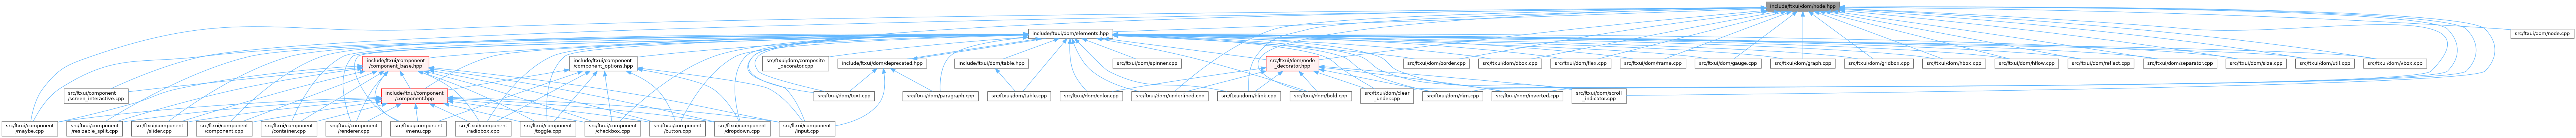 include/ftxui/dom/node.hpp
include/ftxui/dom/elements.hpp
src/ftxui/dom/node.cpp
include/ftxui/component
/component_base.hpp
include/ftxui/component
/component_options.hpp
src/ftxui/dom/composite
_decorator.cpp
include/ftxui/dom/deprecated.hpp
include/ftxui/dom/table.hpp
src/ftxui/dom/spinner.cpp
src/ftxui/dom/node
_decorator.hpp
src/ftxui/dom/border.cpp
src/ftxui/dom/dbox.cpp
src/ftxui/dom/flex.cpp
src/ftxui/dom/frame.cpp
src/ftxui/dom/gauge.cpp
src/ftxui/dom/graph.cpp
src/ftxui/dom/gridbox.cpp
src/ftxui/dom/hbox.cpp
src/ftxui/dom/hflow.cpp
src/ftxui/dom/reflect.cpp
src/ftxui/dom/separator.cpp
src/ftxui/dom/size.cpp
src/ftxui/dom/util.cpp
src/ftxui/dom/vbox.cpp
src/ftxui/component
/screen_interactive.cpp
include/ftxui/component
/component.hpp
src/ftxui/dom/text.cpp
src/ftxui/dom/paragraph.cpp
src/ftxui/dom/table.cpp
src/ftxui/dom/color.cpp
src/ftxui/dom/underlined.cpp
src/ftxui/dom/blink.cpp
src/ftxui/dom/bold.cpp
src/ftxui/dom/clear
_under.cpp
src/ftxui/dom/dim.cpp
src/ftxui/dom/inverted.cpp
src/ftxui/dom/scroll
_indicator.cpp
src/ftxui/component
/maybe.cpp
src/ftxui/component
/resizable_split.cpp
src/ftxui/component
/slider.cpp
src/ftxui/component
/component.cpp
src/ftxui/component
/container.cpp
src/ftxui/component
/renderer.cpp
src/ftxui/component
/menu.cpp
src/ftxui/component
/radiobox.cpp
src/ftxui/component
/toggle.cpp
src/ftxui/component
/checkbox.cpp
src/ftxui/component
/button.cpp
src/ftxui/component
/dropdown.cpp
src/ftxui/component
/input.cpp